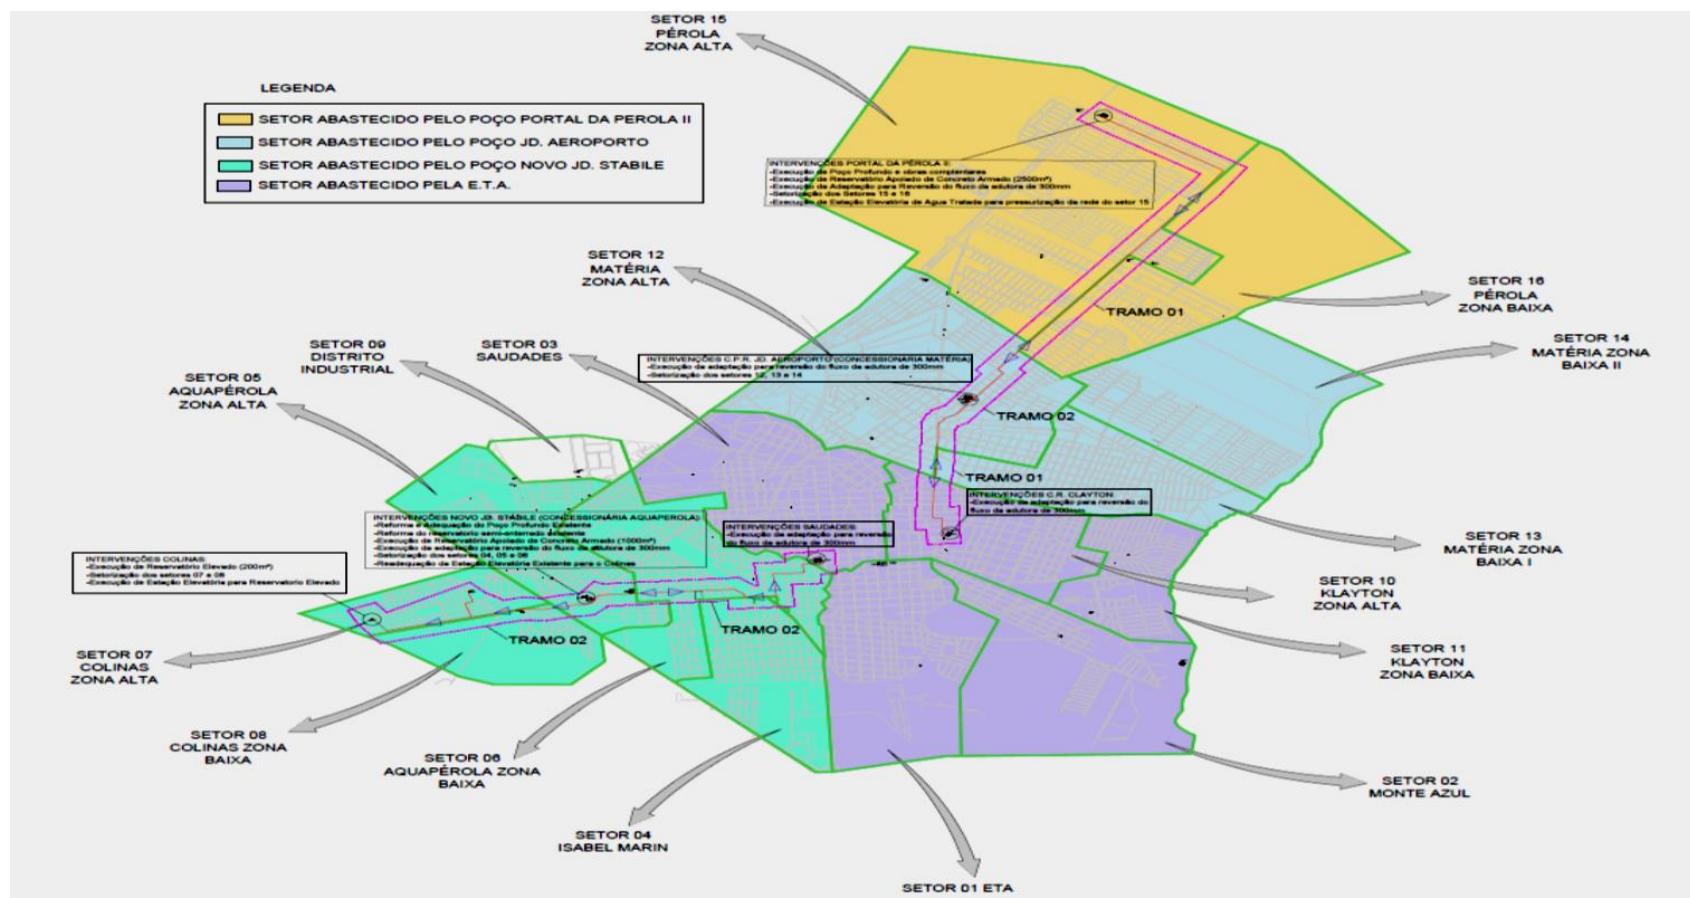 SETOR 15
PÉROLA
ZONA ALTA
LEGENDA
SETOR ABASTECIDO PELO POÇO PORTAL DA PEROLA II
SETOR ABASTECIDO PELO POÇO JD. AEROPORTO
SETOR ABASTECIDO PELO POÇO NOVO JD. STABILE
SETOR ABASTECIDO PELA E.T.A.
INTERVENÇÕES PORTAL DA PÉROLA II:
-Execução de Poço Profundo e obras complentares
-Execução de Reservatório Apoiado de Concreto Armado (2500m³)
-Execução de Adaptação para Reversão do fluxo da adutora de 300mm
-Setorização dos Setores 15 e 16
-Execução de Estação Elevatória de Agua Tratada para pressurização da rede do setor 15
SETOR 12
MATÉRIA
ZONA ALTA
SETOR 16
PÉROLA
ZONA BAIXA
TRAMO 01
SETOR 14
MATÉRIA ZONA
BAIXA II
SETOR 09
DISTRITO
INDUSTRIAL
SETOR 03
SAUDADES
INTERVENÇÕES C.P.R. JD. AEROPORTO (CONCESSIONARIA MATÉRIA)
-Execução de adaptação para reversão do fluxo da adutora de 300mm
-Setorização dos setores 12, 13 e 14
SETOR 05
AQUAPÉROLA
ZONA ALTA
TRAMO 02
TRAMO 01
INTERVENÇÕES C.R. CLAYTON:
-Execução de adaptação para reversão do
fluxo da adutora de 300mm
INTERVENÇÕES NOVO JD. STÁBILE (CONCESSIONÁRIA AQUAPEROLA):
-Reforma e Adequação do Poço Profundo Existente
-Reforma do reservatorio semi-enterrado existente
-Execução de Reservatório Apoiado de Concreto Armado (1000m³)
-Execução de adaptação para reversão do fluxo da adutora de 300mm
-Setorização dos setores 04, 05 e 06
-Readequação da Estação Elevatória Existente para o Colinas
INTERVENÇÕES SAUDADES:
-Execução de adaptação para reversão
do fluxo da adutora de 300mm
SETOR 13
MATÉRIA ZONA
BAIXA I
INTERVENÇÕES COLINAS:
-Execução de Reservatório Elevado (200m³)
-Setorização dos setores 07 e 08
-Execução de Estação Elevatória para Reservatorio Elevado
SETOR 10
KLAYTON
ZONA ALTA
TRAMO 02
TRAMO 02
SETOR 07
COLINAS
ZONA ALTA
SETOR 11
KLAYTON
ZONA BAIXA
SETOR 08
COLINAS ZONA
BAIXA
SETOR 06
AQUAPÉROLA ZONA
BAIXA
SETOR 02
MONTE AZUL
SETOR 04
ISABEL MARIN
SETOR 01 ETA